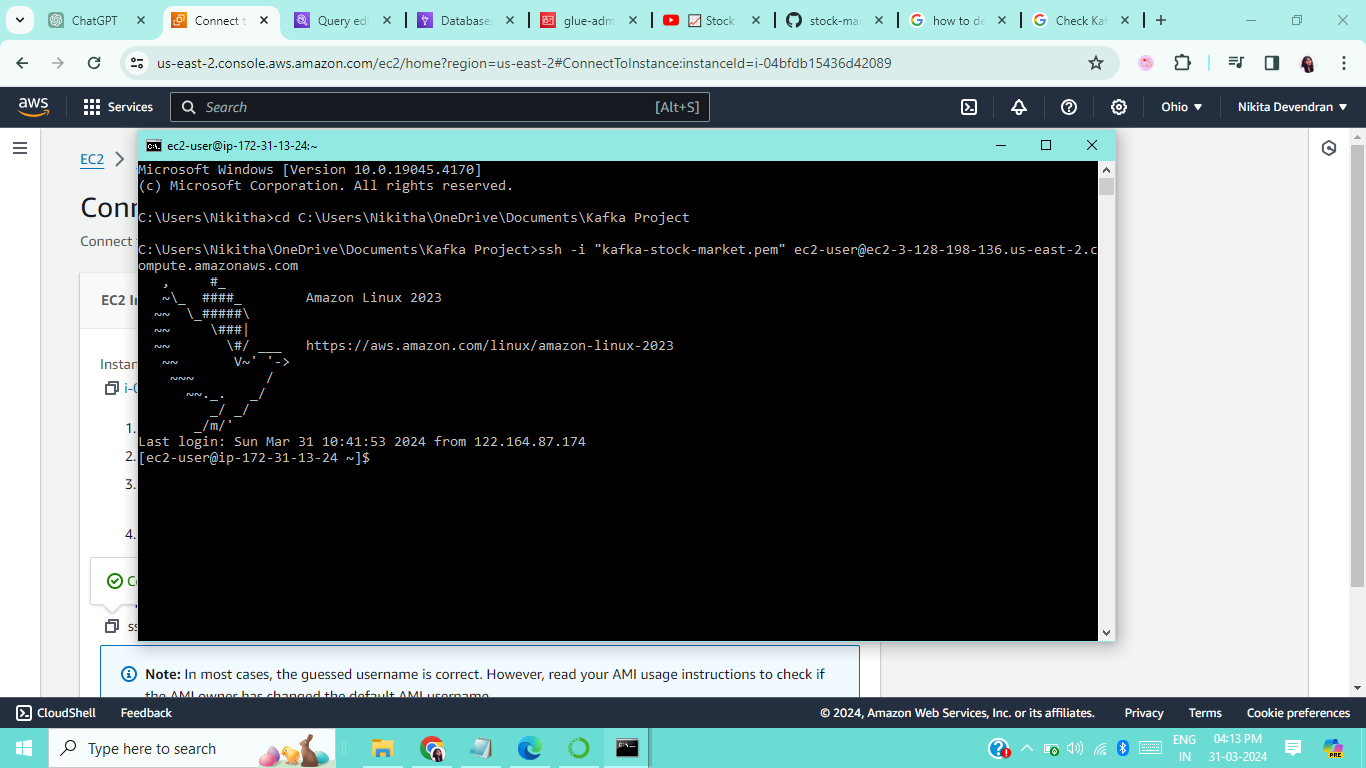 ChatGPT
Connect t
Query edi
Databases
glue-adm
Stock
stock-mar
how to de
Check Kaf
us-east-2.console.aws.amazon.com/ec2/home?region=us-east-2#ConnectToInstance:instanceId=i-04bfdb15436d42089
aws
Services
Search
[Alt+S]
Ohio
Nikita Devendran
EC2
Conn
Connect
EC2 In
Instan
i-0
1.
2.
3.
4.
Co
ss
ec2-user@ip-172-31-13-24:~
Microsoft Windows [Version 10.0.19045.4170]
(c) Microsoft Corporation. All rights reserved.
C:\Users\Nikitha>cd C:\Users\Nikitha\OneDrive\Documents\Kafka Project
C:\Users\Nikitha\OneDrive\Documents\Kafka Project>ssh -i "kafka-stock-market.pem" ec2-user@ec2-3-128-198-136.us-east-2.c
ompute.amazonaws.com
   ,     #_
   ~\_  ####_        Amazon Linux 2023
  ~~  \_#####\
  ~~     \###|
  ~~       \#/ ___   https://aws.amazon.com/linux/amazon-linux-2023
   ~~       V~' '->
    ~~~         /
      ~~._.   _/
         _/ _/
       _/m/'
Last login: Sun Mar 31 10:41:53 2024 from 122.164.87.174
[ec2-user@ip-172-31-13-24 ~]$
Note: In most cases, the guessed username is correct. However, read your AMI usage instructions to check if
the AMI owner has changed the default AMI username.
CloudShell
Feedback
© 2024, Amazon Web Services, Inc. or its affiliates.
Privacy
Terms
Cookie preferences
Type here to search
ENG
IN
04:13 PM
31-03-2024
PRE